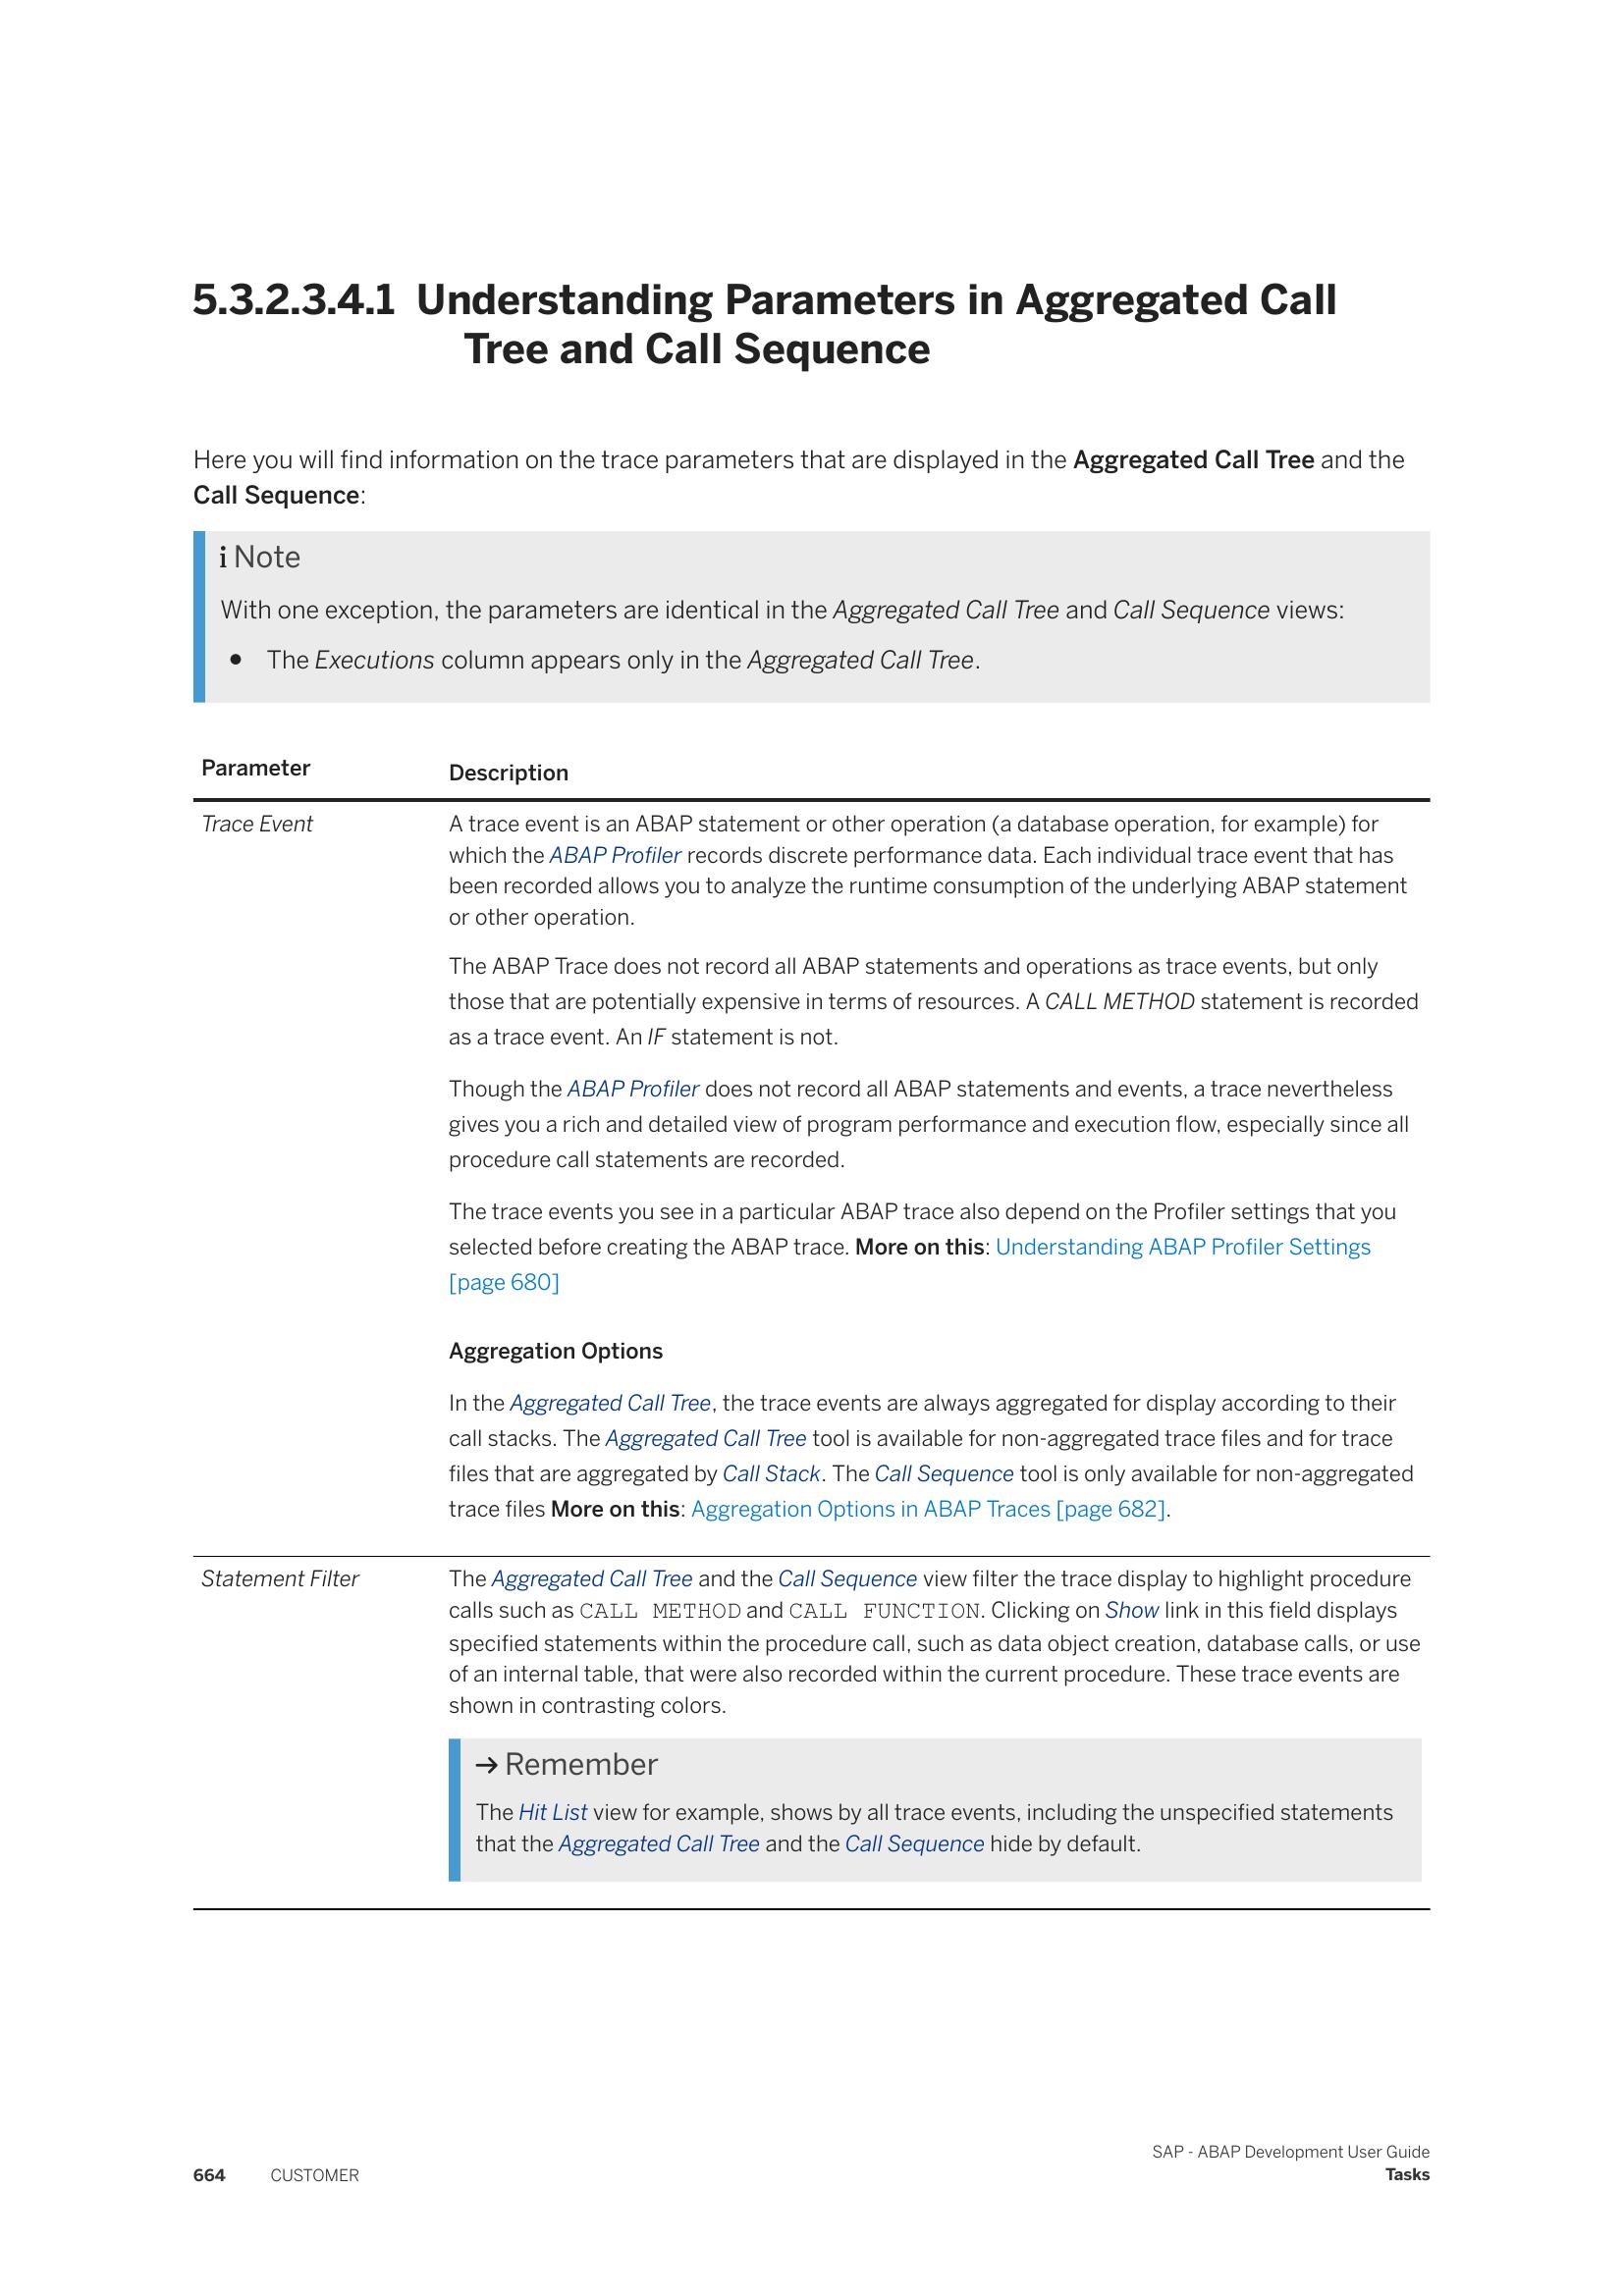 5.3.2.3.4.1 Understanding Parameters in Aggregated Call
Tree and Call Sequence
Here you will find information on the trace parameters that are displayed in the Aggregated Call Tree and the
Call Sequence:
i Note
With one exception, the parameters are identical in the Aggregated Call Tree and Call Sequence views:
● The Executions column appears only in the Aggregated Call Tree.
Parameter Description
Trace Event A trace event is an ABAP statement or other operation (a database operation, for example) for
which the ABAP Profiler records discrete performance data. Each individual trace event that has
been recorded allows you to analyze the runtime consumption of the underlying ABAP statement
or other operation.
The ABAP Trace does not record all ABAP statements and operations as trace events, but only
those that are potentially expensive in terms of resources. A CALL METHOD statement is recorded
as a trace event. An IF statement is not.
Though the ABAP Profiler does not record all ABAP statements and events, a trace nevertheless
gives you a rich and detailed view of program performance and execution flow, especially since all
procedure call statements are recorded.
The trace events you see in a particular ABAP trace also depend on the Profiler settings that you
selected before creating the ABAP trace. More on this: Understanding ABAP Profiler Settings
[page 680]
Aggregation Options
In the Aggregated Call Tree, the trace events are always aggregated for display according to their
call stacks. The Aggregated Call Tree tool is available for non-aggregated trace files and for trace
files that are aggregated by Call Stack. The Call Sequence tool is only available for non-aggregated
trace files More on this: Aggregation Options in ABAP Traces [page 682].
Statement Filter The Aggregated Call Tree and the Call Sequence view filter the trace display to highlight procedure
calls such as CALL METHOD and CALL FUNCTION. Clicking on Show link in this field displays
specified statements within the procedure call, such as data object creation, database calls, or use
of an internal table, that were also recorded within the current procedure. These trace events are
shown in contrasting colors.
→ Remember
The Hit List view for example, shows by all trace events, including the unspecified statements
that the Aggregated Call Tree and the Call Sequence hide by default.
SAP - ABAP Development User Guide
664 CUSTOMER Tasks